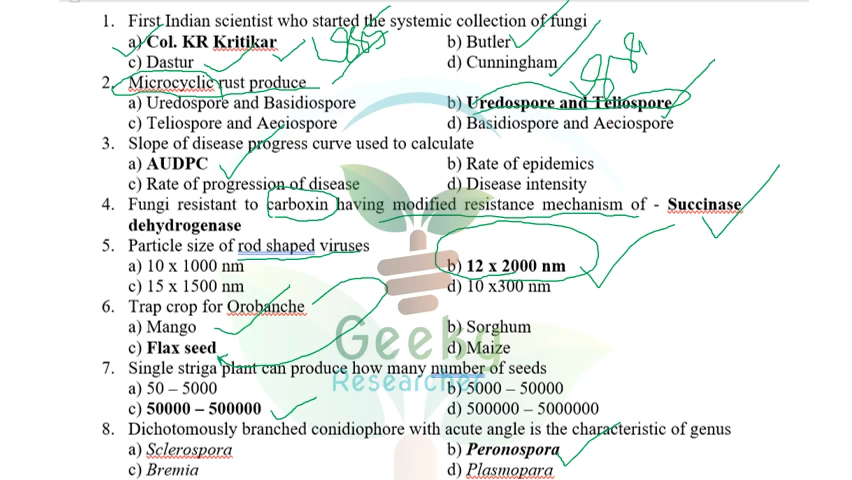 1. First Indian scientist who started the systemic collection of fungi
a) Col. KR Kritikar b) Butler
c) Dastur d) Cunningham
2. Microcyclic rust produce
a) Uredospore and Basidiospore b) Uredospore and Teliospore
c) Teliospore and Aeciospore d) Basidiospore and Aeciospore
3. Slope of disease progress curve used to calculate
a) AUDPC b) Rate of epidemics
c) Rate of progression of disease d) Disease intensity
4. Fungi resistant to carboxin having modified resistance mechanism of - Succinase
dehydrogenase
5. Particle size of rod shaped viruses
a) 10 x 1000 nm b) 12 x 2000 nm
c) 15 x 1500 nm d) 10 x300 nm
6. Trap crop for Orobanche
a) Mango b) Sorghum
c) Flax seed d) Maize
Geeky
7. Single striga plant can produce how many number of seeds
Researcher
a) 50 – 5000 b) 5000 – 50000
c) 50000 – 500000 d) 500000 – 5000000
8. Dichotomously branched conidiophore with acute angle is the characteristic of genus
a) Sclerospora b) Peronospora
c) Bremia d) Plasmopara